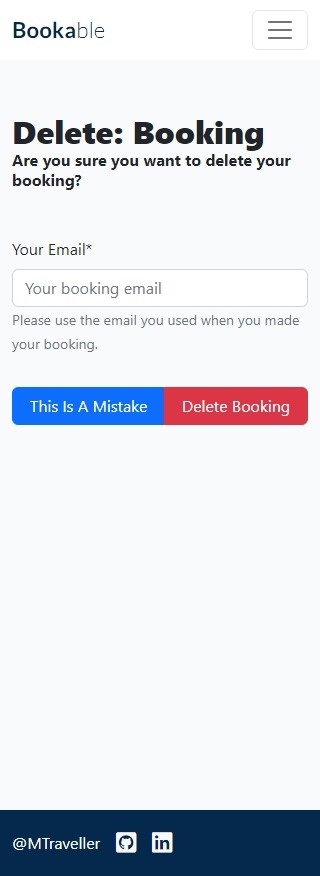 Bookable
Delete: Booking
Are you sure you want to delete your
booking?
Your Email*
Your booking email
Please use the email you used when you made
your booking.
This Is A Mistake Delete Booking
@MTraveller in